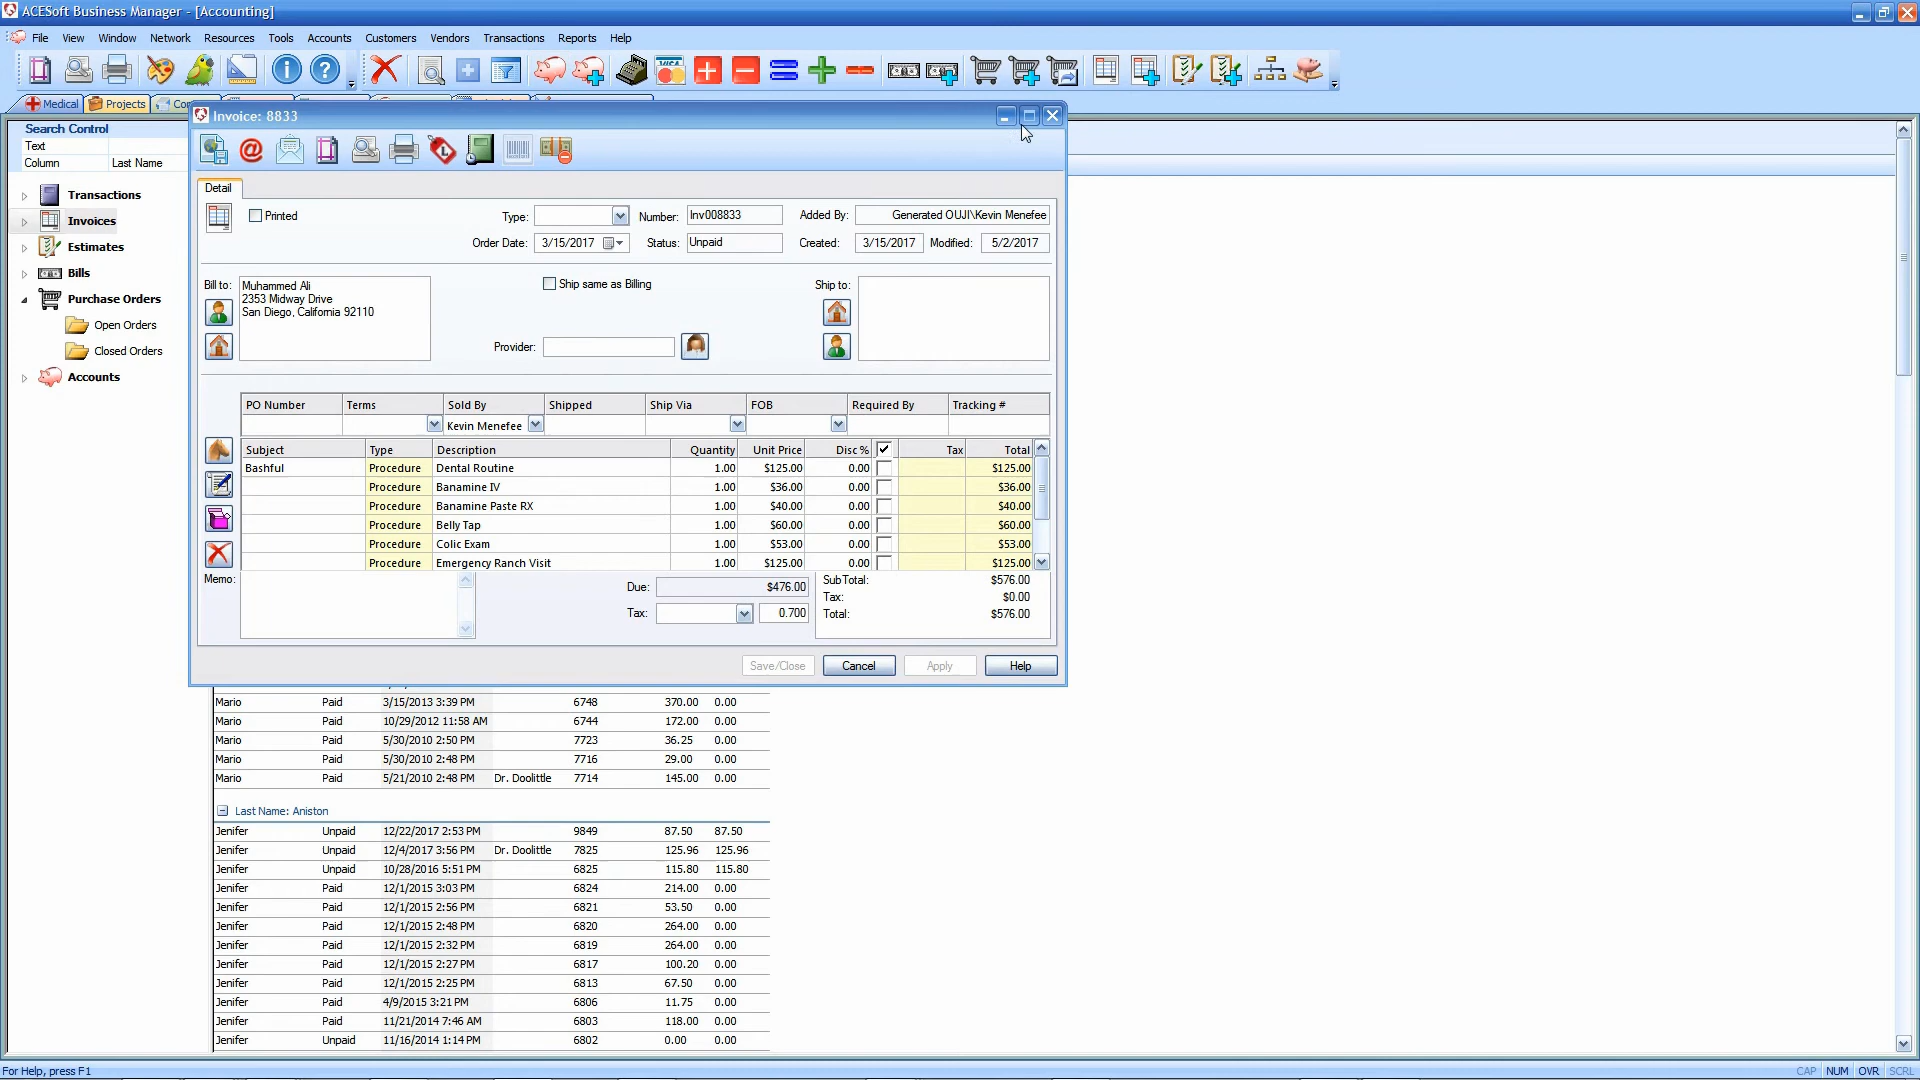 ACESoft Business Manager - [Accounting]
File View Window Network Resources Tools Accounts Customers Vendors Transactions Reports Help
Medical Projects
Search Control
Text
Column Last Name
Transactions
Invoices
Estimates
Bills
Purchase Orders
Open Orders
Closed Orders
Accounts
Invoice: 8833
Detail
Printed Type: Number: Inv008833 Added By: Generated OUJI\Kevin Menefee
Order Date: 3/15/2017 Status: Unpaid Created: 3/15/2017 Modified: 5/2/2017
Bill to: Muhammed Ali
2353 Midway Drive
San Diego, California 92110
Ship same as Billing
Ship to:
Provider:
PO Number Terms Sold By Shipped Ship Via FOB Required By Tracking #
Kevin Menefee
Subject Type Description Quantity Unit Price Disc % Tax Total
Bashful Procedure Dental Routine 1.00 $125.00 0.00 $125.00
Procedure Banamine IV 1.00 $36.00 0.00 $36.00
Procedure Banamine Paste RX 1.00 $40.00 0.00 $40.00
Procedure Belly Tap 1.00 $60.00 0.00 $60.00
Procedure Colic Exam 1.00 $53.00 0.00 $53.00
Procedure Emergency Ranch Visit 1.00 $125.00 0.00 $125.00
Memo: Due: $476.00 SubTotal: $576.00
Tax: $0.00
Tax: 0.700 Total: $576.00
Save/Close Cancel Apply Help
Mario Paid 3/15/2013 3:39 PM 6748 370.00 0.00
Mario Paid 10/29/2012 11:58 AM 6744 172.00 0.00
Mario Paid 5/30/2010 2:50 PM 7723 36.25 0.00
Mario Paid 5/30/2010 2:48 PM 7716 29.00 0.00
Mario Paid 5/21/2010 2:48 PM Dr. Doolittle 7714 145.00 0.00
Last Name: Aniston
Jenifer Unpaid 12/22/2017 2:53 PM 9849 87.50 87.50
Jenifer Unpaid 12/4/2017 3:56 PM Dr. Doolittle 7825 125.96 125.96
Jenifer Unpaid 10/28/2016 5:51 PM 6825 115.80 115.80
Jenifer Paid 12/1/2015 3:03 PM 6824 214.00 0.00
Jenifer Paid 12/1/2015 2:56 PM 6821 53.50 0.00
Jenifer Paid 12/1/2015 2:48 PM 6820 264.00 0.00
Jenifer Paid 12/1/2015 2:32 PM 6819 264.00 0.00
Jenifer Paid 12/1/2015 2:27 PM 6817 100.20 0.00
Jenifer Paid 12/1/2015 2:25 PM 6813 67.50 0.00
Jenifer Paid 4/9/2015 3:21 PM 6806 11.75 0.00
Jenifer Paid 11/21/2014 7:46 AM 6803 118.00 0.00
Jenifer Unpaid 11/16/2014 1:14 PM 6802 0.00 0.00
For Help, press F1
CAP NUM OVR SCRL